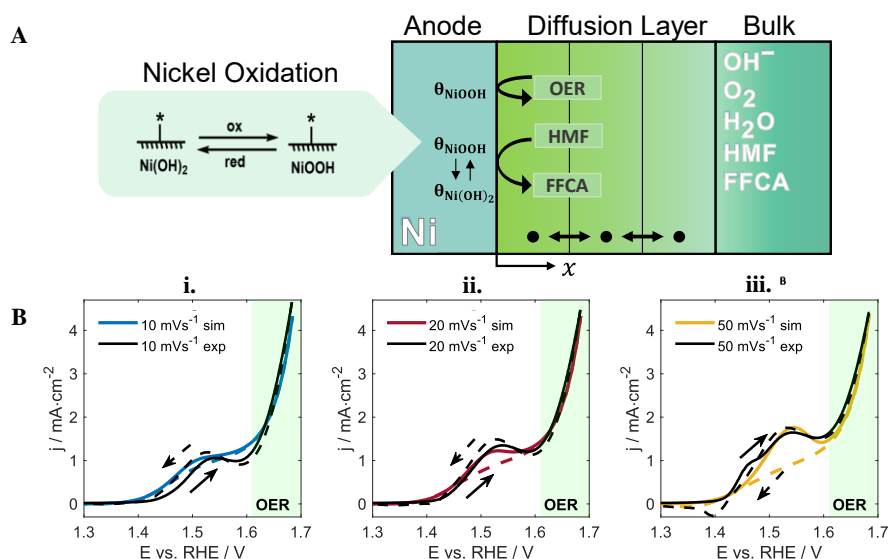 A
Anode Diffusion Layer Bulk
Nickel Oxidation
* ox *
red
Ni(OH)₂ NiOOH
θNiOOH OER
θNiOOH HMF
θNi(OH)₂ FFCA
Ni
x
OH⁻
O₂
H₂O
HMF
FFCA
B
i. ii. iii. B
10 mVs⁻¹ sim
10 mVs⁻¹ exp
j / mA·cm⁻²
4
3
2
1
0
OER
1.3 1.4 1.5 1.6 1.7
E vs. RHE / V
20 mVs⁻¹ sim
20 mVs⁻¹ exp
j / mA·cm⁻²
4
3
2
1
0
OER
1.3 1.4 1.5 1.6 1.7
E vs. RHE / V
50 mVs⁻¹ sim
50 mVs⁻¹ exp
j / mA·cm⁻²
4
3
2
1
0
OER
1.3 1.4 1.5 1.6 1.7
E vs. RHE / V